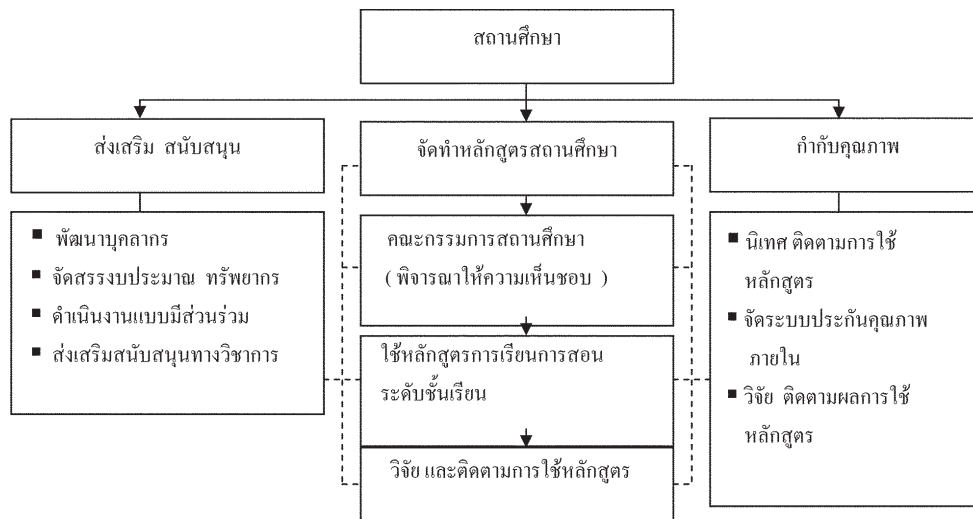 สถานศึกษา
ส่งเสริม สนับสนุน
จัดทำหลักสูตรสถานศึกษา
กำกับคุณภาพ
▪ พัฒนาบุคลากร
▪ จัดสรรงบประมาณ ทรัพยากร
▪ ดำเนินงานแบบมีส่วนร่วม
▪ ส่งเสริมสนับสนุนทางวิชาการ
คณะกรรมการสถานศึกษา
( พิจารณาให้ความเห็นชอบ )
ใช้หลักสูตรการเรียนการสอน
ระดับชั้นเรียน
วิจัย และติดตามการใช้หลักสูตร
▪ นิเทศ ติดตามการใช้
หลักสูตร
▪ จัดระบบประกันคุณภาพ
ภายใน
▪ วิจัย ติดตามผลการใช้
หลักสูตร